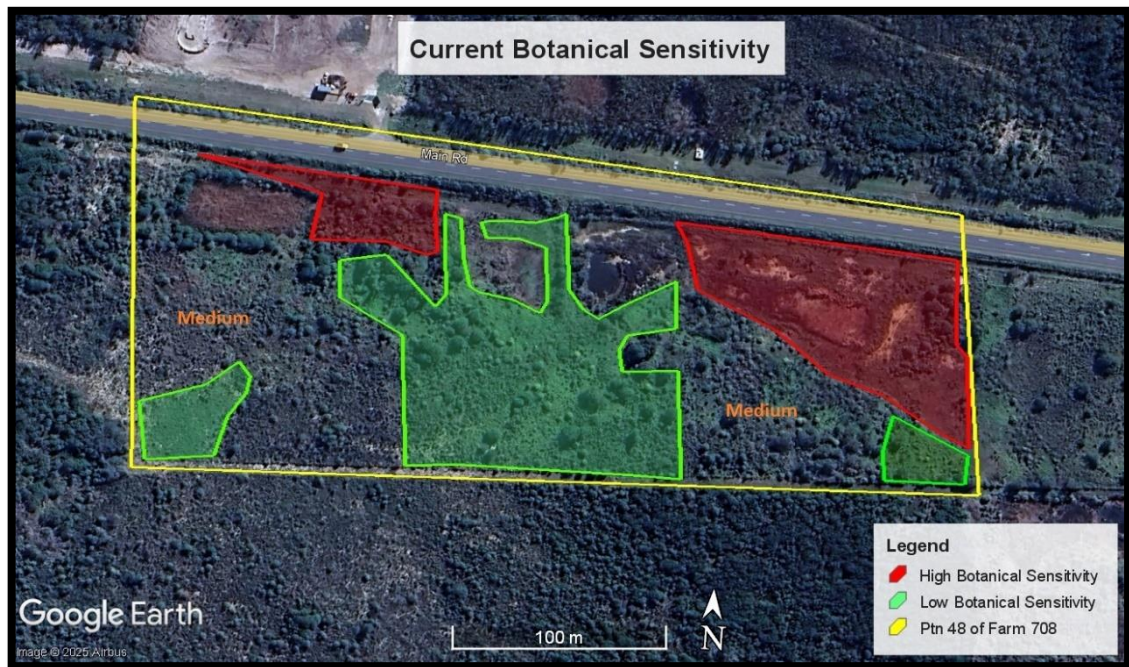 Current Botanical Sensitivity
Main Rd
Medium
Medium
Legend
High Botanical Sensitivity
Low Botanical Sensitivity
Ptn 48 of Farm 708
Google Earth
100 m
N
Image © 2025 Airbus